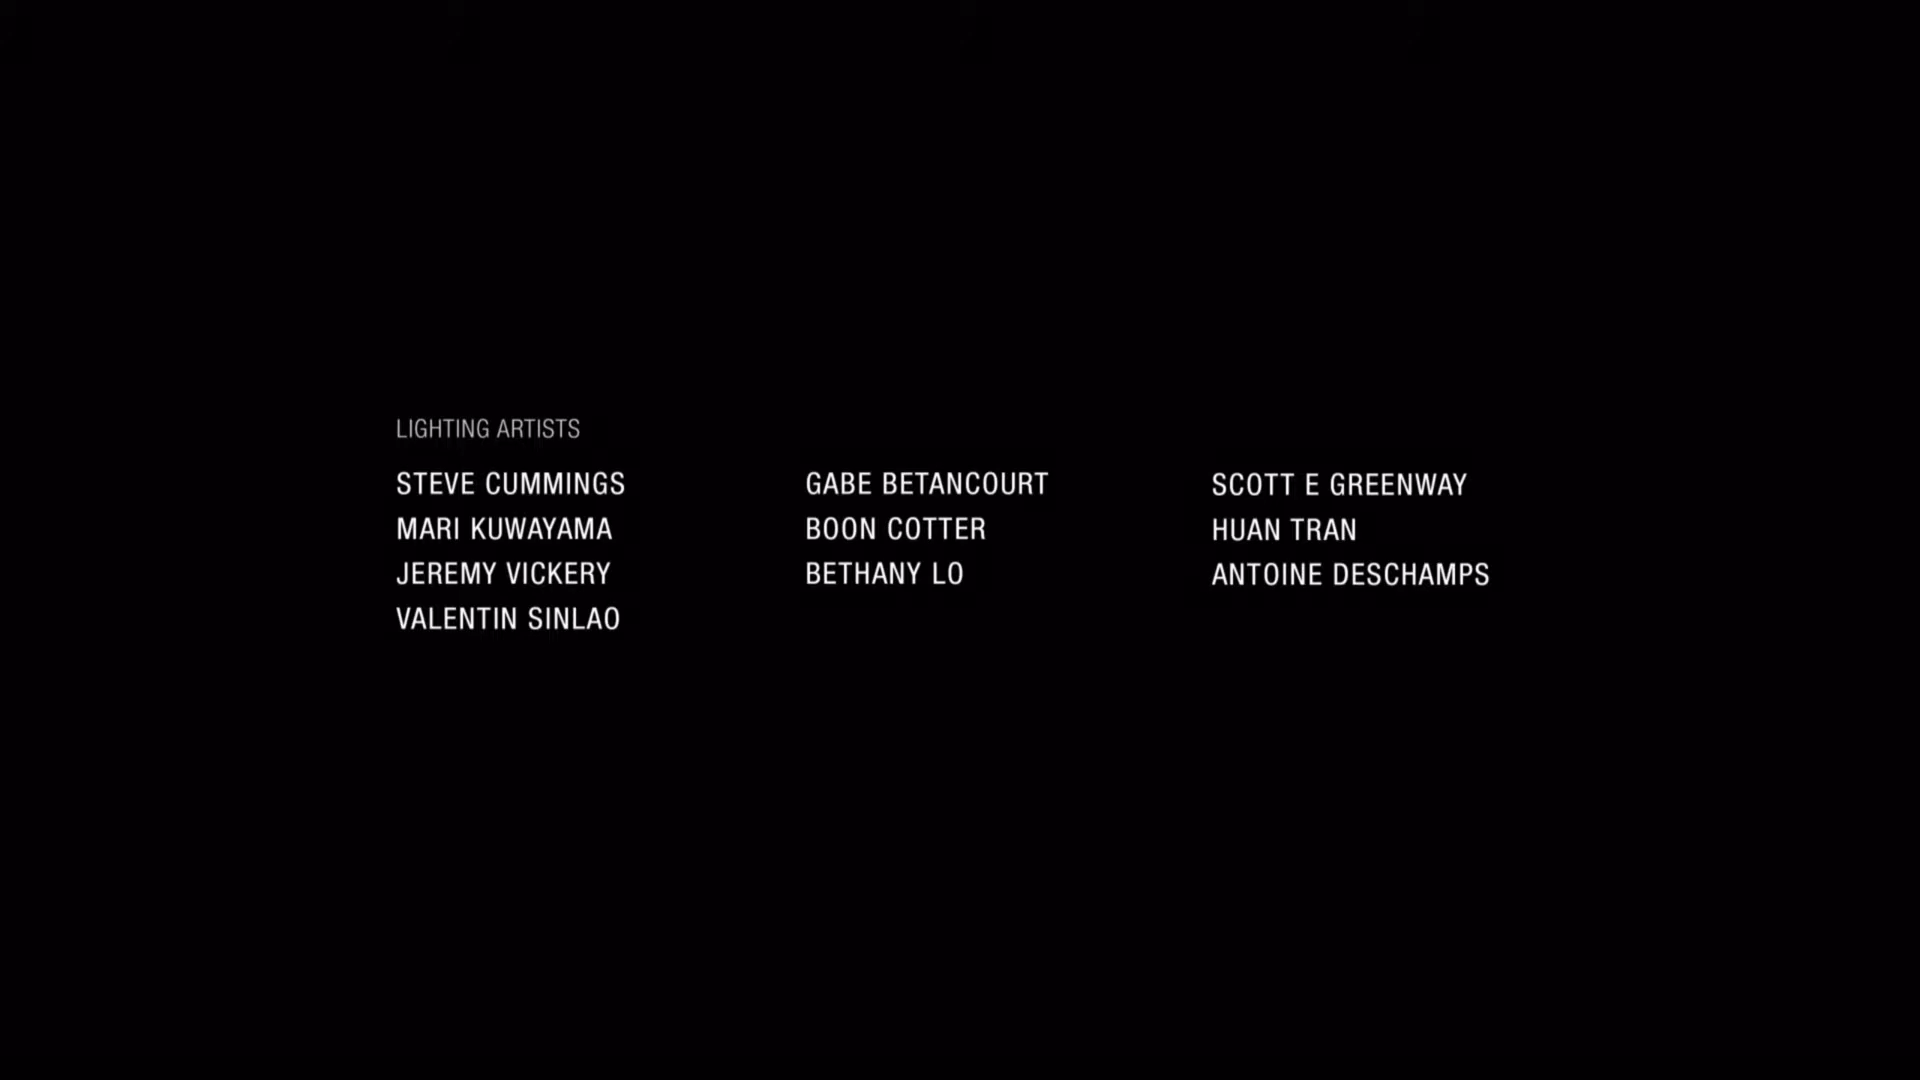 LIGHTING ARTISTS
STEVE CUMMINGS
MARI KUWAYAMA
JEREMY VICKERY
VALENTIN SINLAO
GABE BETANCOURT
BOON COTTER
BETHANY LO
SCOTT E GREENWAY
HUAN TRAN
ANTOINE DESCHAMPS